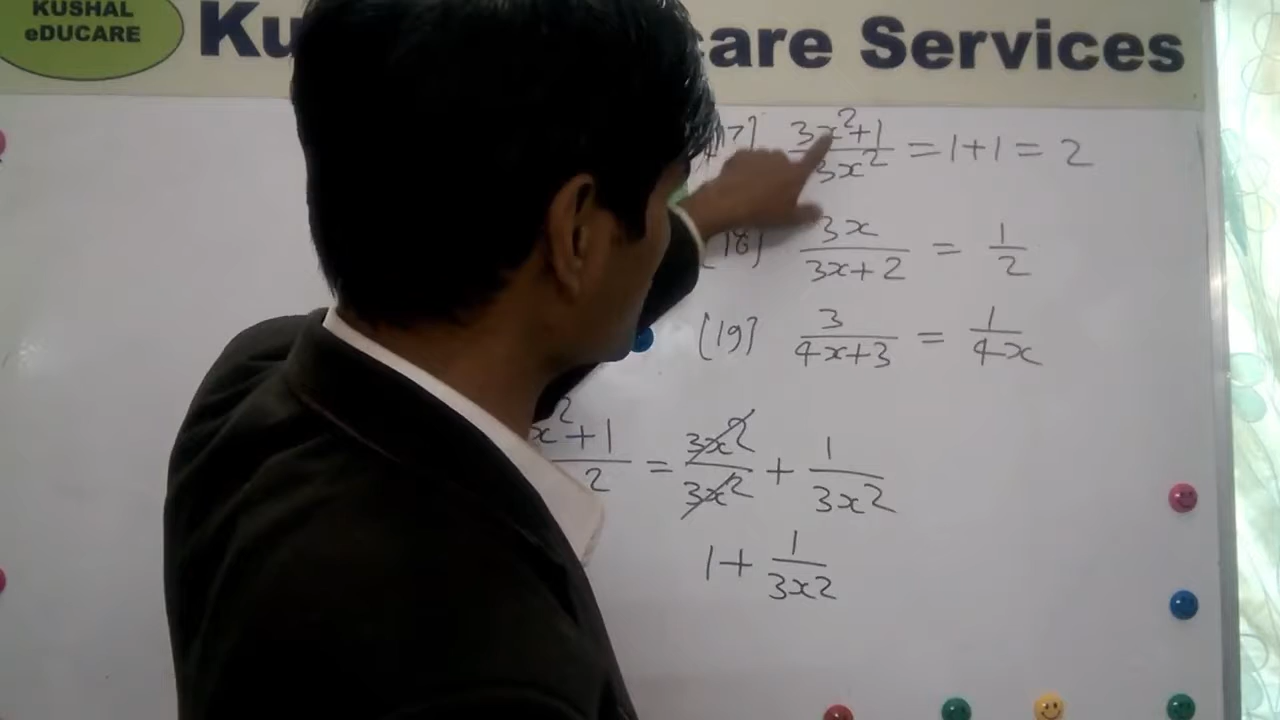 KUSHAL
eDUCARE
Ku care Services
17] 3x²+1/3x² = 1+1 = 2
[18] 3x/3x+2 = 1/2
[19] 3/4x+3 = 1/4x
x²+1/2 = 3x²/3x² + 1/3x²
1 + 1/3x2